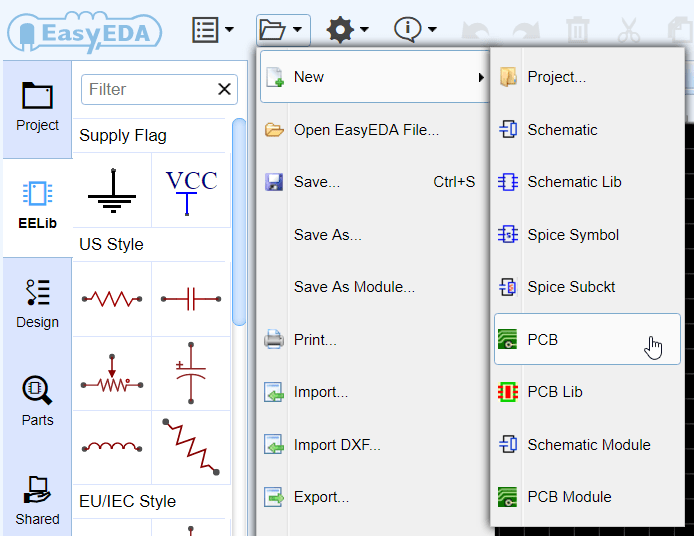 EasyEDA
Project
EELib
Design
Parts
Shared
Filter
Supply Flag
VCC
US Style
EU/IEC Style
New
Open EasyEDA File...
Save... Ctrl+S
Save As...
Save As Module...
Print...
Import...
Import DXF...
Export...
Project...
Schematic
Schematic Lib
Spice Symbol
Spice Subckt
PCB
PCB Lib
Schematic Module
PCB Module